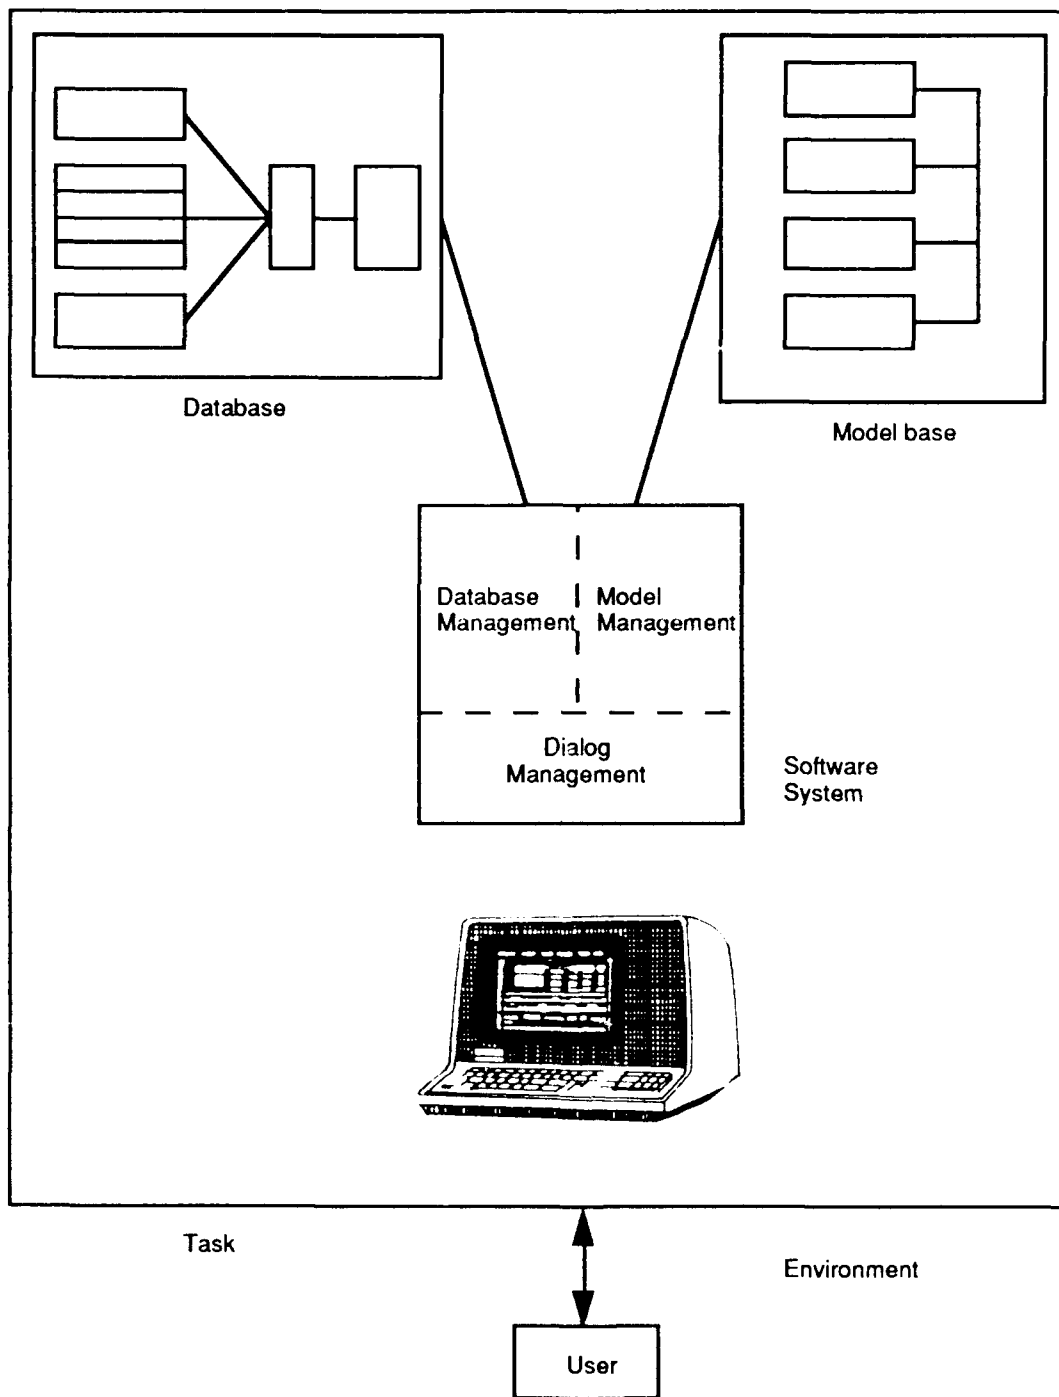 Database
Model base
Database
Management
Model
Management
Dialog
Management
Software
System
Task
Environment
User